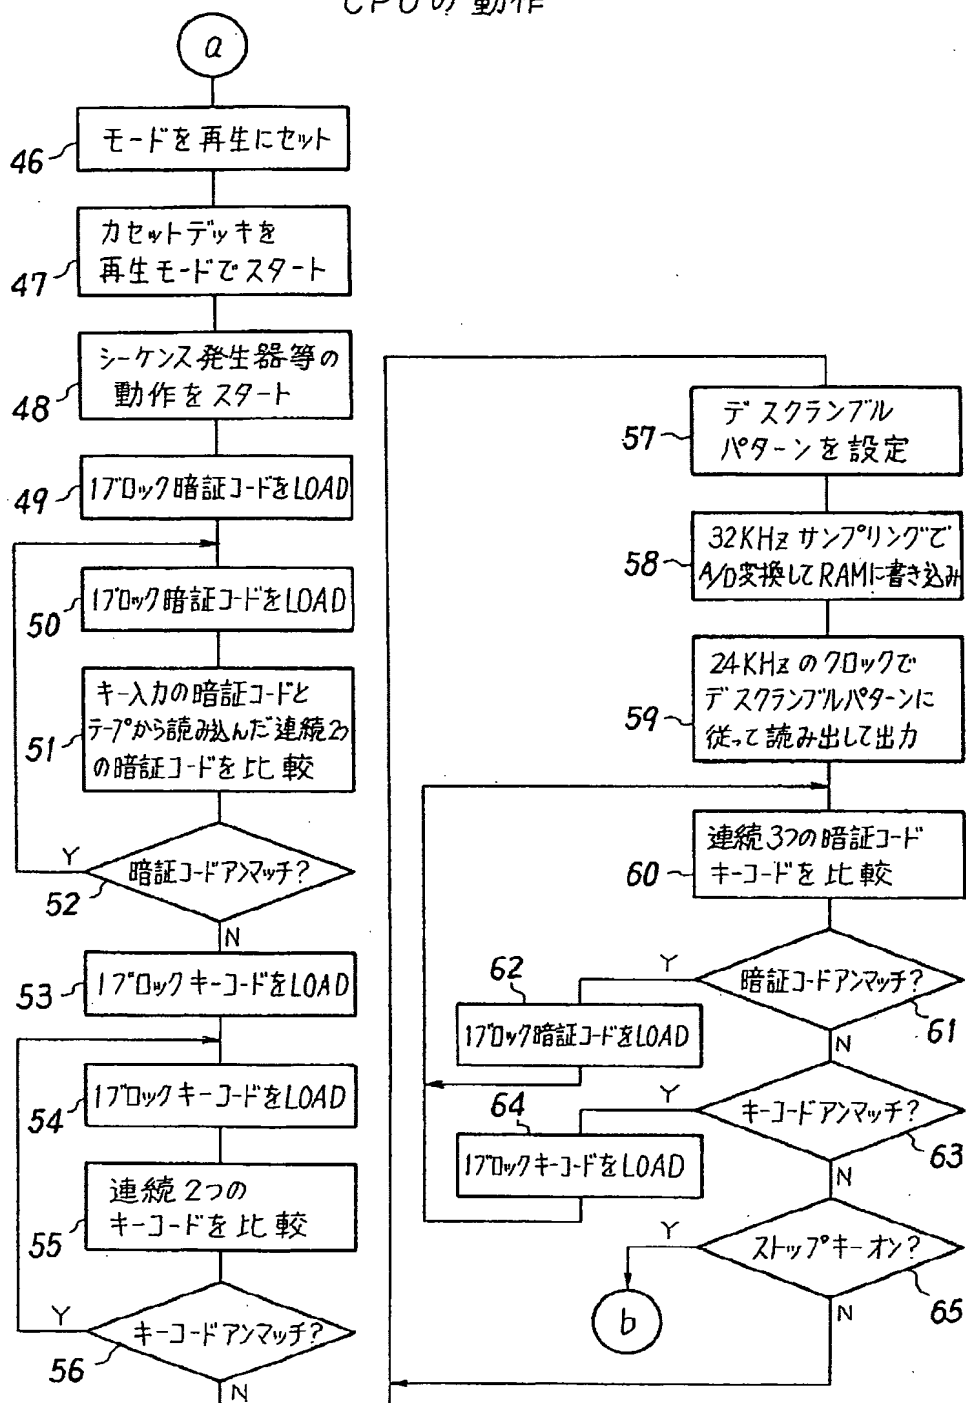 CPUの動作
a
モードを再生にセット
46
カセットデッキを
再生モードでスタート
47
シーケンス発生器等の
動作をスタート
48
1ブロック暗証コードをLOAD
49
1ブロック暗証コードをLOAD
50
キー入力の暗証コードと
テープから読み込んだ連続2つ
の暗証コードを比較
51
暗証コードアンマッチ?
Y
52
N
1ブロックキーコードをLOAD
53
1ブロックキーコードをLOAD
54
連続2つの
キーコードを比較
55
キーコードアンマッチ?
Y
56
N
デスクランブル
パターンを設定
57
32KHzサンプリングで
A/D変換してRAMに書き込み
58
24KHzのクロックで
デスクランブルパターンに
従って読み出して出力
59
連続3つの暗証コード
キーコードを比較
60
暗証コードアンマッチ?
Y
61
N
62
1ブロック暗証コードをLOAD
キーコードアンマッチ?
Y
63
N
64
1ブロックキーコードをLOAD
ストップキーオン?
Y
65
N
b